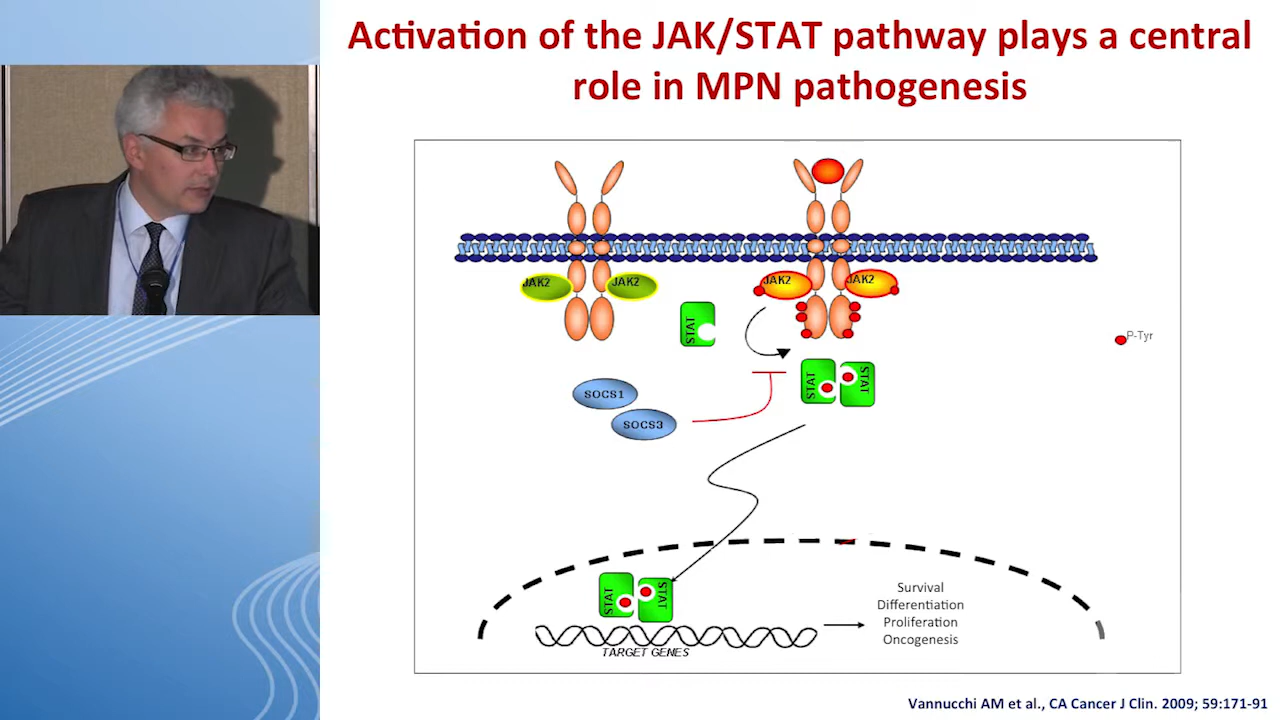 Activation of the JAK/STAT pathway plays a central
role in MPN pathogenesis
JAK2
JAK2
JAK2
JAK2
STAT
P-Tyr
STAT
STAT
SOCS1
SOCS3
STAT
STAT
TARGET GENES
Survival
Differentiation
Proliferation
Oncogenesis
Vannucchi AM et al., CA Cancer J Clin. 2009; 59:171-91